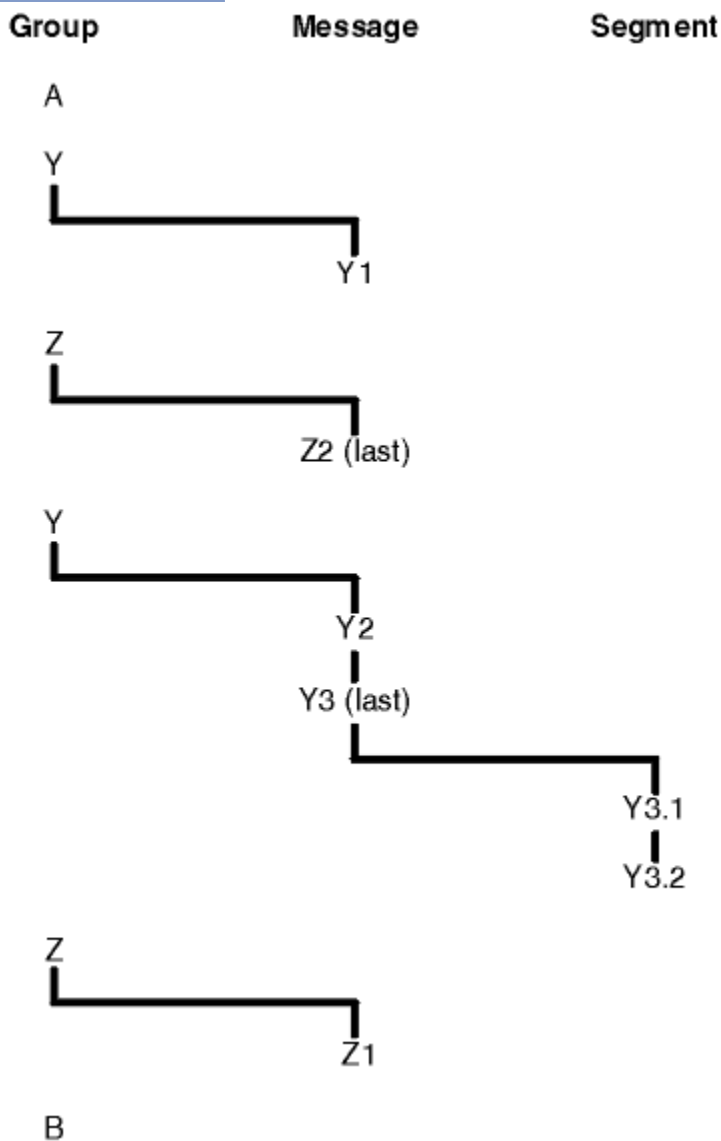 Group Message Segment
A
Y
Y1
Z
Z2 (last)
Y
Y2
Y3 (last)
Y3.1
Y3.2
Z
Z1
B